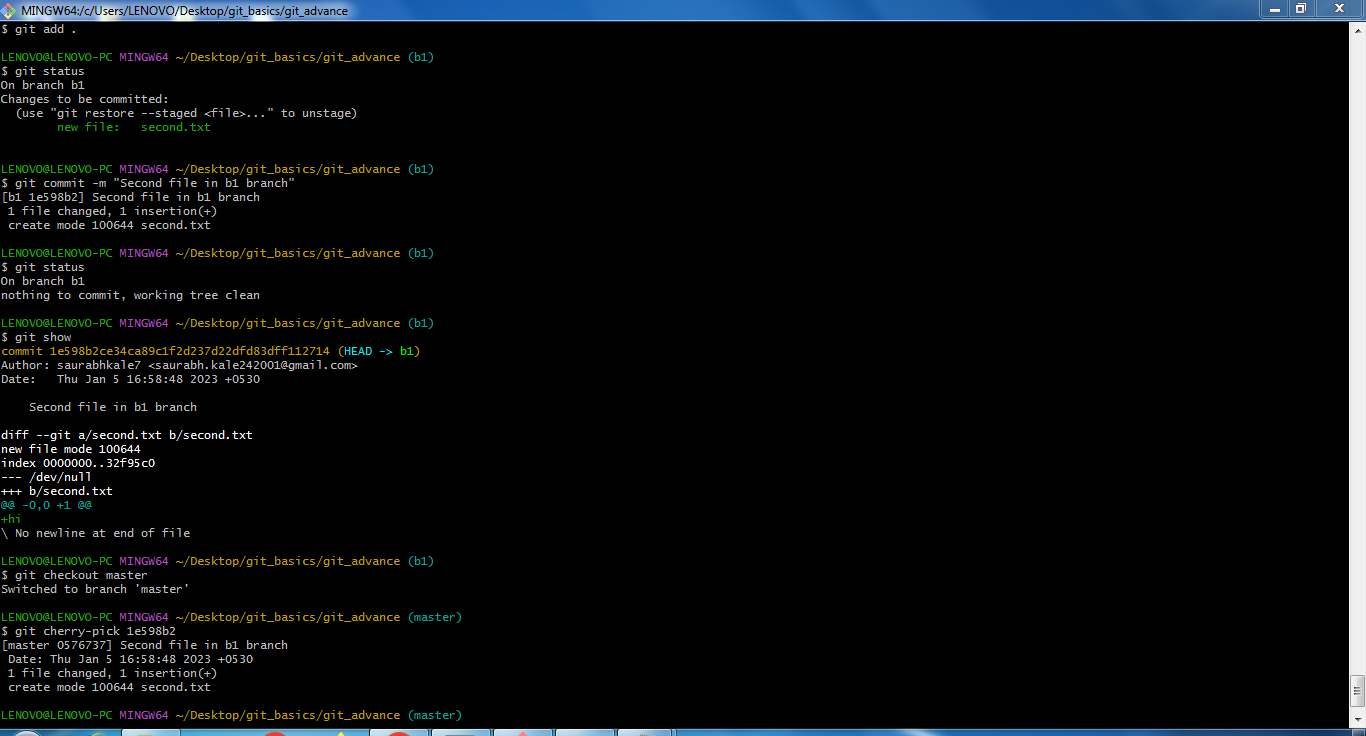 MINGW64:/c/Users/LENOVO/Desktop/git_basics/git_advance
$ git add .
LENOVO@LENOVO-PC MINGW64 ~/Desktop/git_basics/git_advance (b1)
$ git status
On branch b1
Changes to be committed:
  (use "git restore --staged <file>..." to unstage)
        new file:   second.txt
LENOVO@LENOVO-PC MINGW64 ~/Desktop/git_basics/git_advance (b1)
$ git commit -m "Second file in b1 branch"
[b1 1e598b2] Second file in b1 branch
 1 file changed, 1 insertion(+)
 create mode 100644 second.txt
LENOVO@LENOVO-PC MINGW64 ~/Desktop/git_basics/git_advance (b1)
$ git status
On branch b1
nothing to commit, working tree clean
LENOVO@LENOVO-PC MINGW64 ~/Desktop/git_basics/git_advance (b1)
$ git show
commit 1e598b2ce34ca89c1f2d237d22dfd83dff112714 (HEAD -> b1)
Author: saurabhkale7 <saurabh.kale242001@gmail.com>
Date:   Thu Jan 5 16:58:48 2023 +0530
    Second file in b1 branch
diff --git a/second.txt b/second.txt
new file mode 100644
index 0000000..32f95c0
--- /dev/null
+++ b/second.txt
@@ -0,0 +1 @@
+hi
\ No newline at end of file
LENOVO@LENOVO-PC MINGW64 ~/Desktop/git_basics/git_advance (b1)
$ git checkout master
Switched to branch 'master'
LENOVO@LENOVO-PC MINGW64 ~/Desktop/git_basics/git_advance (master)
$ git cherry-pick 1e598b2
[master 0576737] Second file in b1 branch
 Date: Thu Jan 5 16:58:48 2023 +0530
 1 file changed, 1 insertion(+)
 create mode 100644 second.txt
LENOVO@LENOVO-PC MINGW64 ~/Desktop/git_basics/git_advance (master)